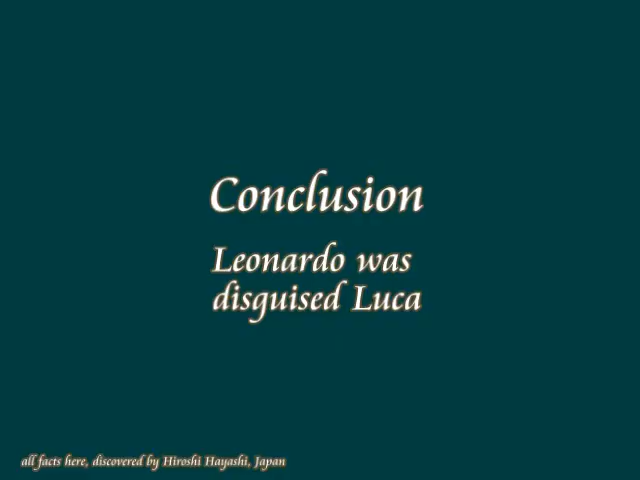 Conclusion
Leonardo was
disguised Luca
all facts here, discovered by Hiroshi Hayashi, Japan